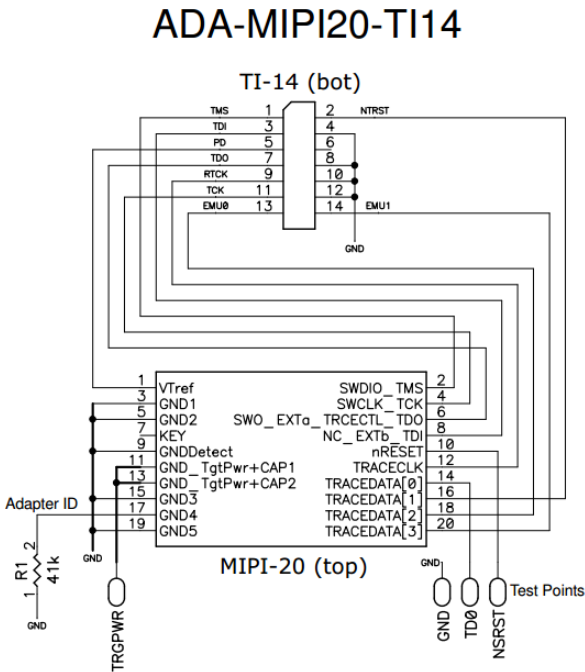 ADA-MIPI20-TI14
TI-14 (bot)
TMS 1 2 NTRST
TDI 3 4
PD 5 6
TDO 7 8
RTCK 9 10
TCK 11 12
EMU0 13 14 EMU1
GND
1 VTref SWDIO_TMS 2
3 GND1 SWCLK_TCK 4
5 GND2 SWO_EXTa_TRCECTL_TDO 6
7 KEY NC_EXTb_TDI 8
9 GNDDetect nRESET 10
11 GND_TgtPwr+CAP1 TRACECLK 12
13 GND_TgtPwr+CAP2 TRACEDATA[0] 14
15 GND3 TRACEDATA[1] 16
17 GND4 TRACEDATA[2] 18
19 GND5 TRACEDATA[3] 20
Adapter ID
MIPI-20 (top)
GND
GND
R1
41k
2
1
GND
TRGPWR
GND
TD0
NSRST
Test Points